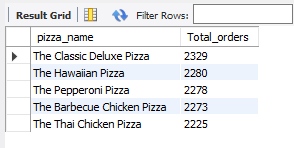 Result Grid Filter Rows:
pizza_name Total_orders
The Classic Deluxe Pizza 2329
The Hawaiian Pizza 2280
The Pepperoni Pizza 2278
The Barbecue Chicken Pizza 2273
The Thai Chicken Pizza 2225